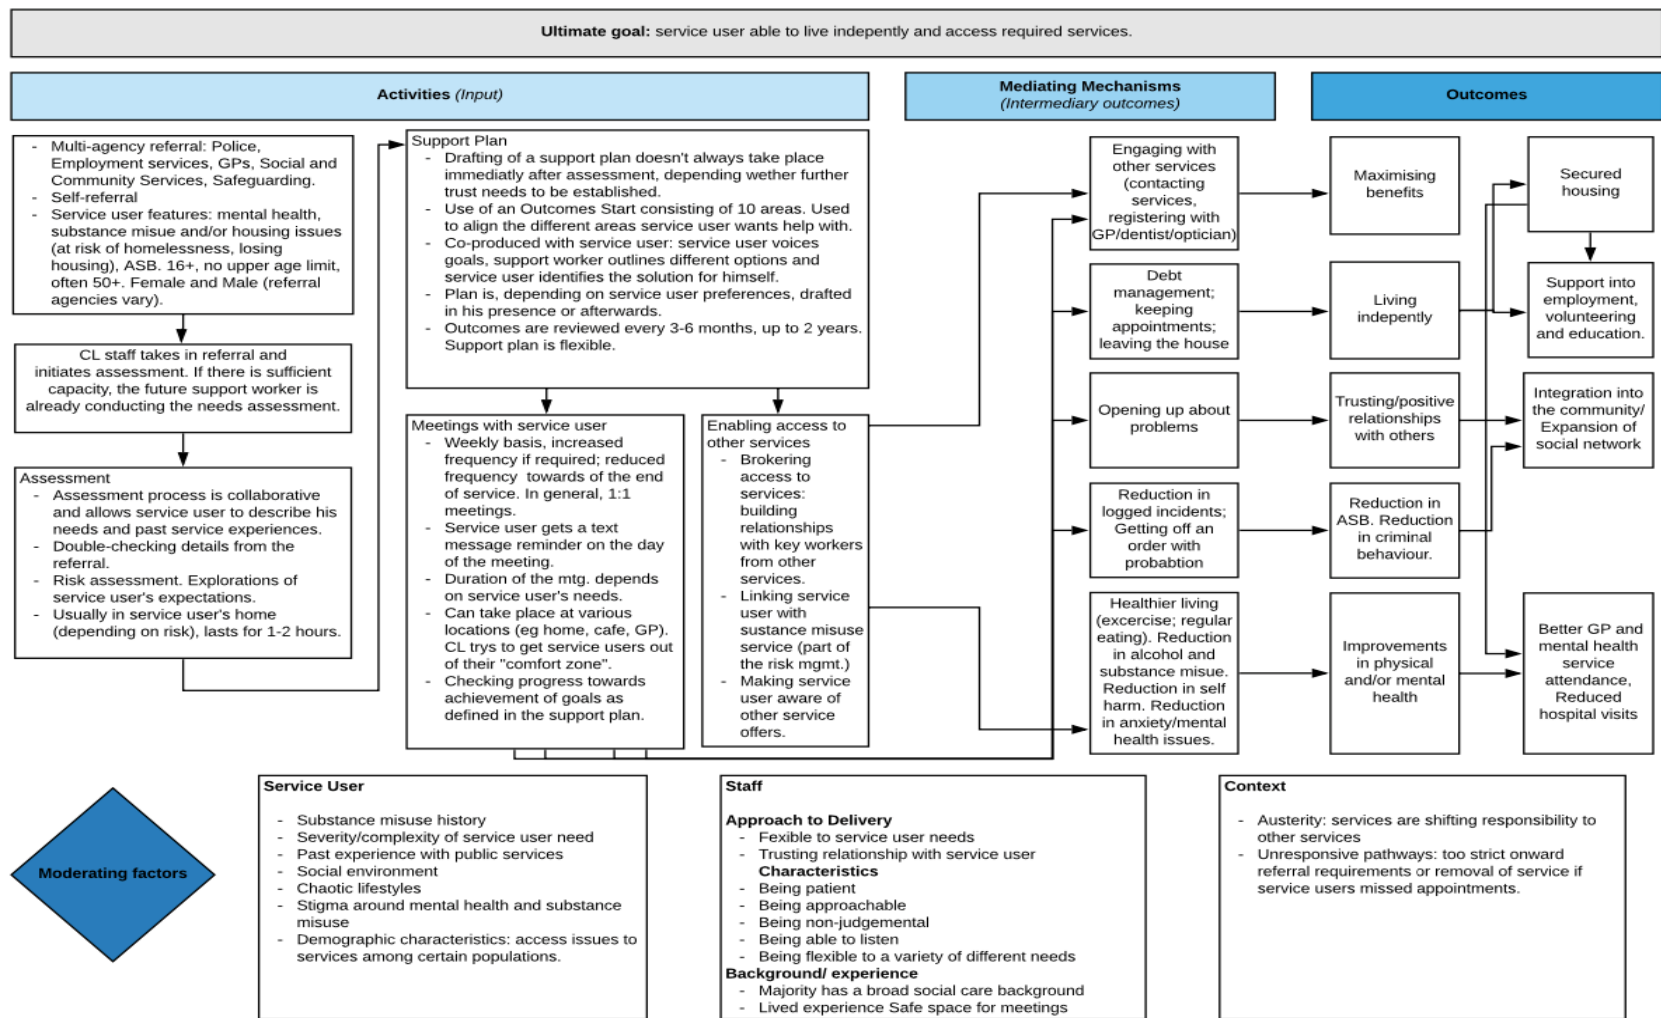 Ultimate goal: service user able to live indepently and access required services.
Activities (Input)
Mediating Mechanisms
(Intermediary outcomes)
Outcomes
- Multi-agency referral: Police,
Employment services, GPs, Social and
Community Services, Safeguarding.
- Self-referral
- Service user features: mental health,
substance misue and/or housing issues
(at risk of homelessness, losing
housing), ASB. 16+, no upper age limit,
often 50+. Female and Male (referral
agencies vary).
CL staff takes in referral and
initiates assessment. If there is sufficient
capacity, the future support worker is
already conducting the needs assessment.
Assessment
- Assessment process is collaborative
and allows service user to describe his
needs and past service experiences.
- Double-checking details from the
referral.
- Risk assessment. Explorations of
service user's expectations.
- Usually in service user's home
(depending on risk), lasts for 1-2 hours.
Support Plan
- Drafting of a support plan doesn't always take place
immediatly after assessment, depending wether further
trust needs to be established.
- Use of an Outcomes Start consisting of 10 areas. Used
to align the different areas service user wants help with.
- Co-produced with service user: service user voices
goals, support worker outlines different options and
service user identifies the solution for himself.
- Plan is, depending on service user preferences, drafted
in his presence or afterwards.
- Outcomes are reviewed every 3-6 months, up to 2 years.
Support plan is flexible.
Meetings with service user
- Weekly basis, increased
frequency if required; reduced
frequency towards of the end
of service. In general, 1:1
meetings.
- Service user gets a text
message reminder on the day
of the meeting.
- Duration of the mtg. depends
on service user's needs.
- Can take place at various
locations (eg home, cafe, GP).
CL trys to get service users out
of their "comfort zone".
- Checking progress towards
achievement of goals as
defined in the support plan.
Enabling access to
other services
- Brokering
access to
services:
building
relationships
with key workers
from other
services.
- Linking service
user with
sustance misuse
service (part of
the risk mgmt.)
- Making service
user aware of
other service
offers.
Engaging with
other services
(contacting
services,
registering with
GP/dentist/optician)
Debt
management;
keeping
appointments;
leaving the house
Opening up about
problems
Reduction in
logged incidents;
Getting off an
order with
probabtion
Healthier living
(excercise; regular
eating). Reduction
in alcohol and
substance misue.
Reduction in self
harm. Reduction
in anxiety/mental
health issues.
Maximising
benefits
Living
indepently
Trusting/positive
relationships
with others
Reduction in
ASB. Reduction
in criminal
behaviour.
Improvements
in physical
and/or mental
health
Secured
housing
Support into
employment,
volunteering
and education.
Integration into
the community/
Expansion of
social network
Better GP and
mental health
service
attendance,
Reduced
hospital visits
Moderating factors
Service User
- Substance misuse history
- Severity/complexity of service user need
- Past experience with public services
- Social environment
- Chaotic lifestyles
- Stigma around mental health and substance
misuse
- Demographic characteristics: access issues to
services among certain populations.
Staff
Approach to Delivery
- Fexible to service user needs
- Trusting relationship with service user
Characteristics
- Being patient
- Being approachable
- Being non-judgemental
- Being able to listen
- Being flexible to a variety of different needs
Background/ experience
- Majority has a broad social care background
- Lived experience Safe space for meetings
Context
- Austerity: services are shifting responsibility to
other services
- Unresponsive pathways: too strict onward
referral requirements or removal of service if
service users missed appointments.